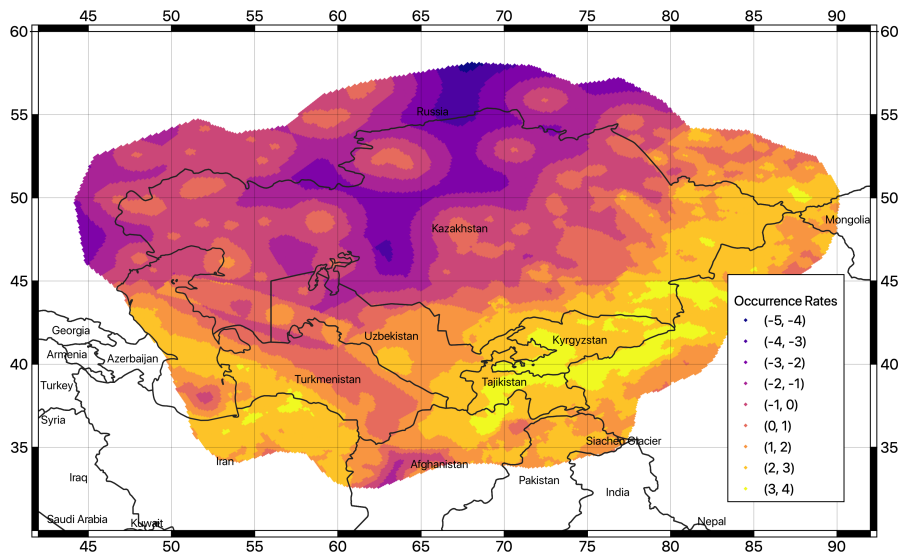 45 50 55 60 65 70 75 80 85 90
60 60
Russia
55 55
50 50
Mongolia
Kazakhstan
45 45
Occurrence Rates
(-5, -4)
(-4, -3)
(-3, -2)
(-2, -1)
(-1, 0)
(0, 1)
(1, 2)
(2, 3)
(3, 4)
Georgia
Uzbekistan
Kyrgyzstan
Armenia
Azerbaijan
40 40
Turkey
Turkmenistan
Tajikistan
Syria
35 35
Siachen Glacier
Iran
Afghanistan
Iraq
Pakistan
India
Saudi Arabia
Kuwait
Nepal
45 50 55 60 65 70 75 80 85 90